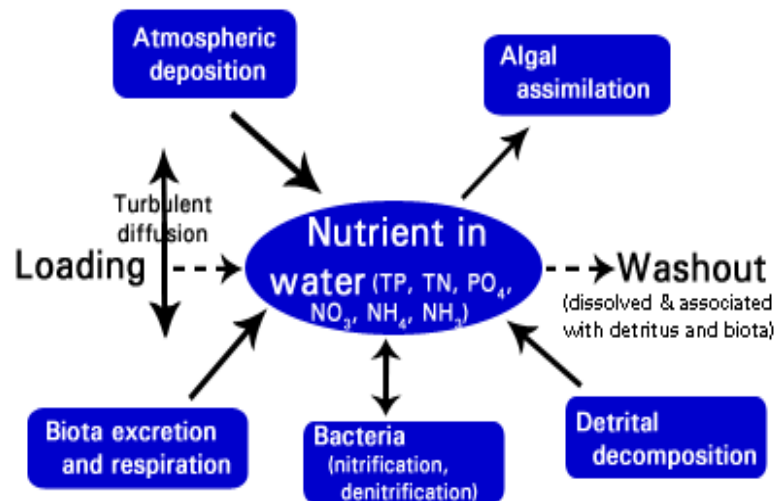 Atmospheric
deposition
Algal
assimilation
Turbulent
diffusion
Loading
Nutrient in
water (TP, TN, PO₄,
NO₃, NH₄, NH₃)
Washout
(dissolved & associated
with detritus and biota)
Biota excretion
and respiration
Bacteria
(nitrification,
denitrification)
Detrital
decomposition